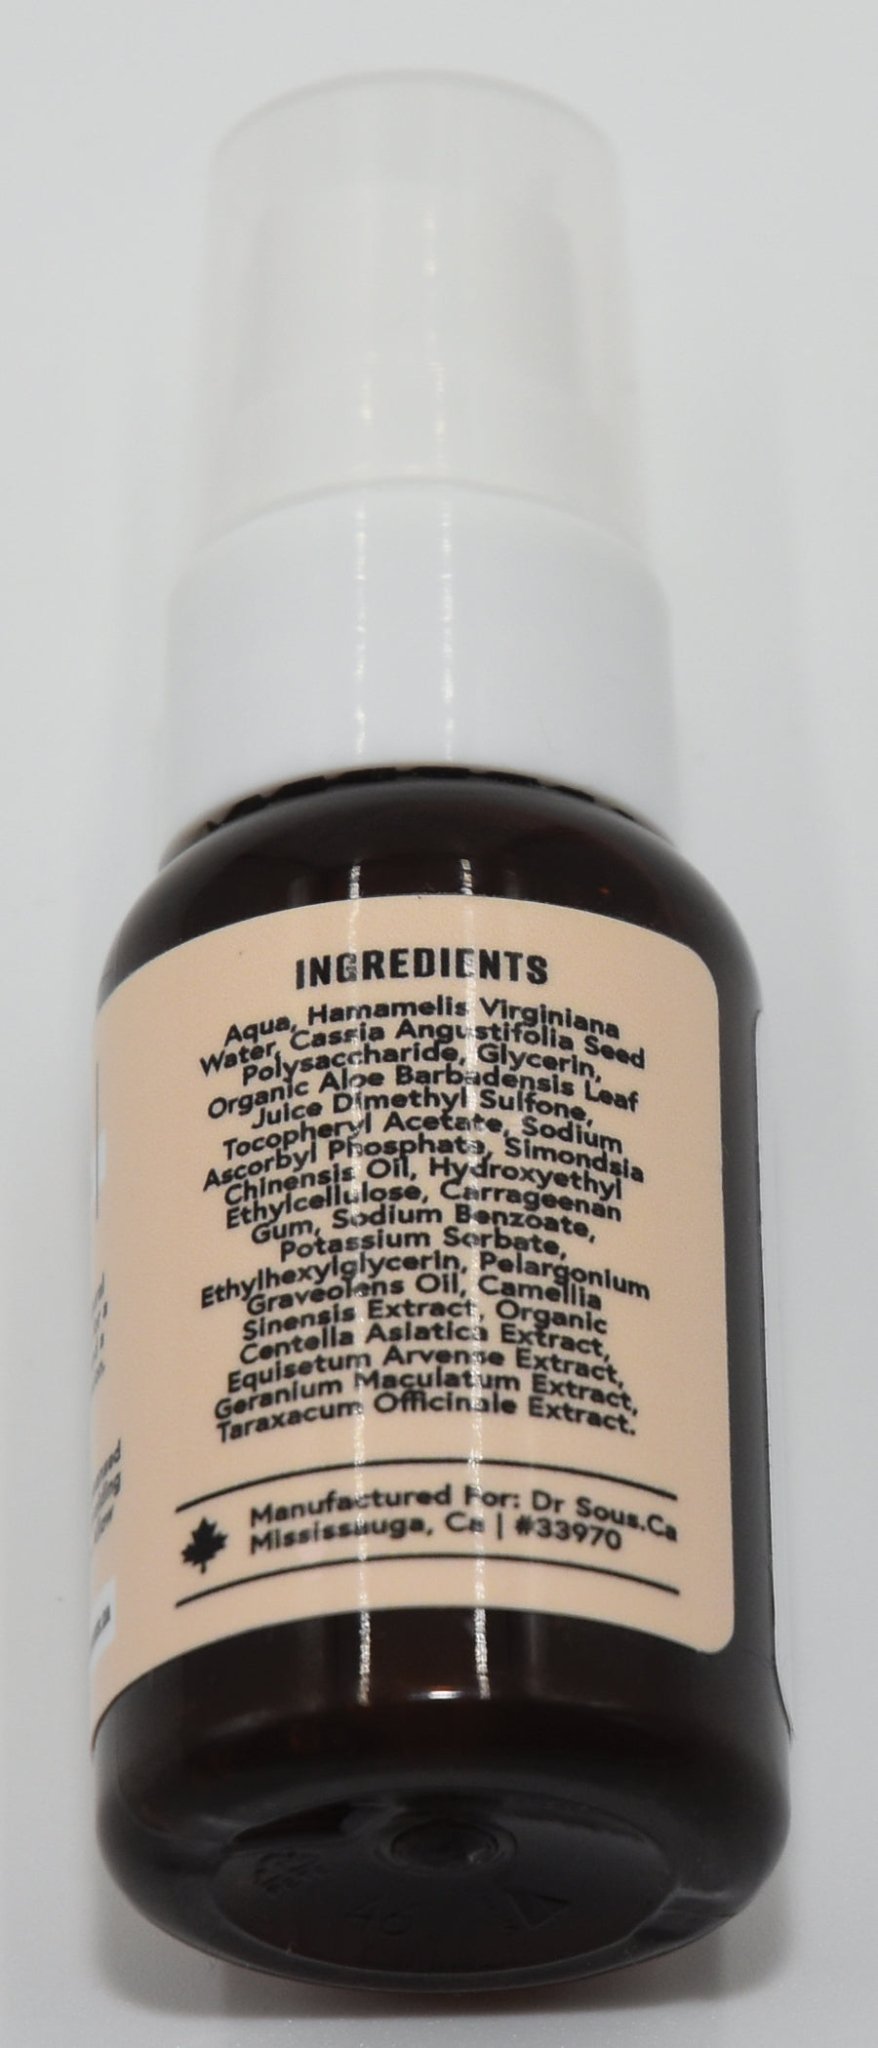 INGREDIENTS
Aqua, Hamamelis Virginiana
Water, Cassia Angustifolia Seed
Polysaccharide, Glycerin,
Organic Aloe Barbadensis Leaf
Juice Dimethyl Sulfone,
Tocopheryl Acetate, Sodium
Ascorbyl Phosphate, Simondsia
Chinensis Oil, Hydroxyethyl
Ethylcellulose, Carrageenan
Gum, Sodium Benzoate,
Potassium Sorbate,
Ethylhexylglycerin, Pelargonium
Graveolens Oil, Camellia
Sinensis Extract, Organic
Centella Asiatica Extract,
Equisetum Arvense Extract,
Geranium Maculatum Extract,
Taraxacum Officinale Extract.
Manufactured For: Dr Sous.Ca
Mississauga, Ca | #33970